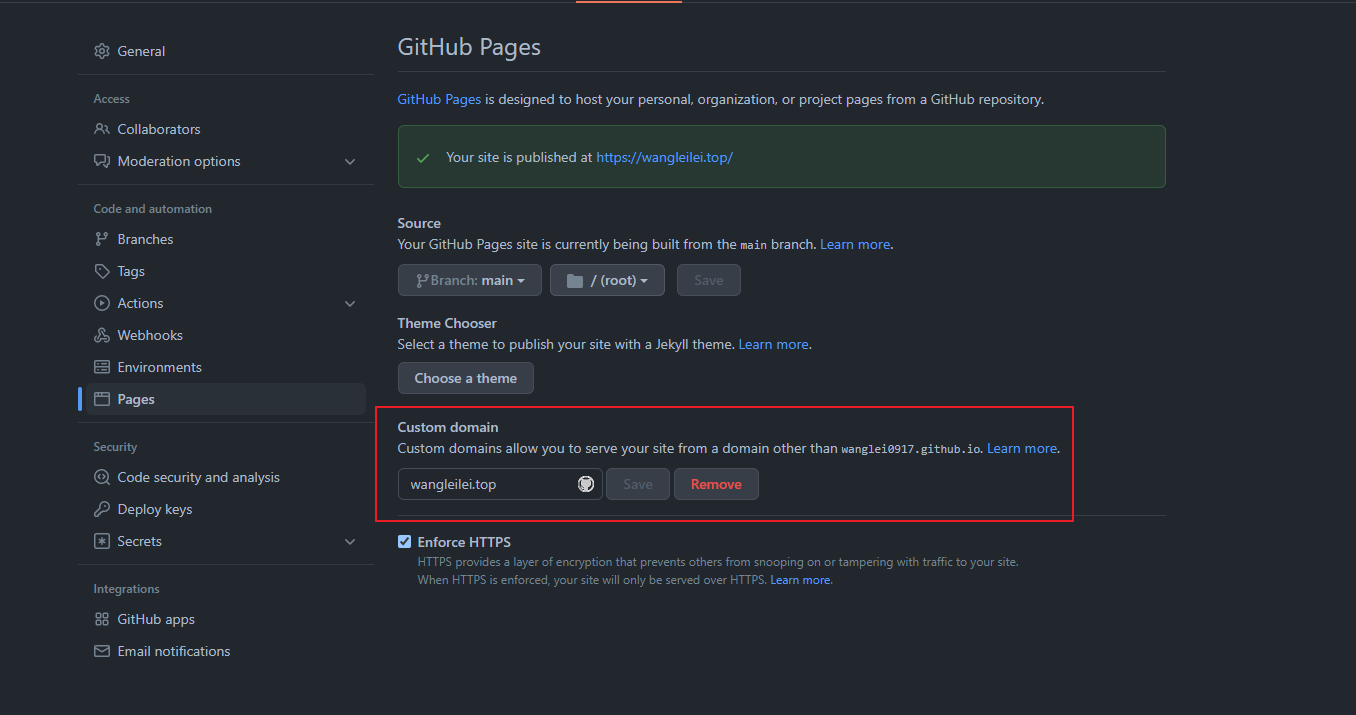 General
Access
Collaborators
Moderation options
Code and automation
Branches
Tags
Actions
Webhooks
Environments
Pages
Security
Code security and analysis
Deploy keys
Secrets
Integrations
GitHub apps
Email notifications
GitHub Pages
GitHub Pages is designed to host your personal, organization, or project pages from a GitHub repository.
Your site is published at https://wangleilei.top/
Source
Your GitHub Pages site is currently being built from the main branch. Learn more.
Branch: main / (root) Save
Theme Chooser
Select a theme to publish your site with a Jekyll theme. Learn more.
Choose a theme
Custom domain
Custom domains allow you to serve your site from a domain other than wanglei0917.github.io. Learn more.
wangleilei.top Save Remove
Enforce HTTPS
HTTPS provides a layer of encryption that prevents others from snooping on or tampering with traffic to your site.
When HTTPS is enforced, your site will only be served over HTTPS. Learn more.